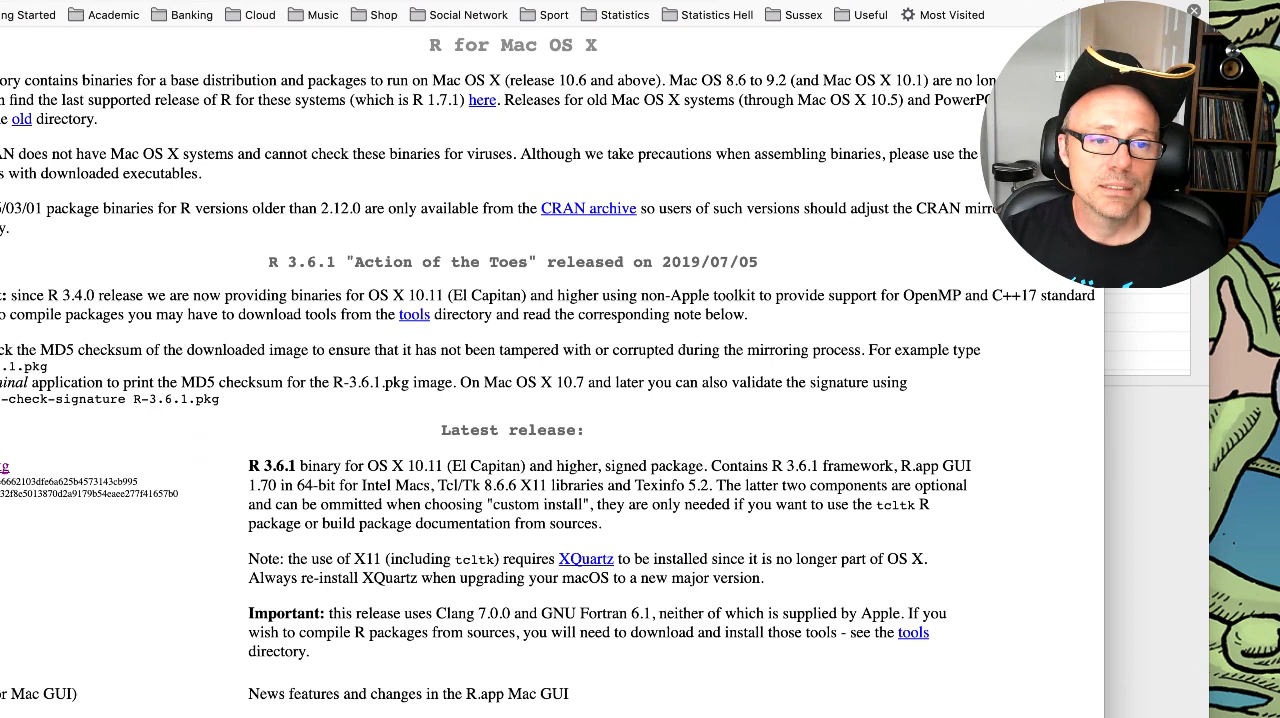 ng Started Academic Banking Cloud Music Shop Social Network Sport Statistics Statistics Hell Sussex Useful Most Visited
R for Mac OS X
ory contains binaries for a base distribution and packages to run on Mac OS X (release 10.6 and above). Mac OS 8.6 to 9.2 (and Mac OS X 10.1) are no lon
n find the last supported release of R for these systems (which is R 1.7.1) here. Releases for old Mac OS X systems (through Mac OS X 10.5) and PowerPC
e old directory.
AN does not have Mac OS X systems and cannot check these binaries for viruses. Although we take precautions when assembling binaries, please use the
s with downloaded executables.
6/03/01 package binaries for R versions older than 2.12.0 are only available from the CRAN archive so users of such versions should adjust the CRAN mirro
y.
R 3.6.1 "Action of the Toes" released on 2019/07/05
t: since R 3.4.0 release we are now providing binaries for OS X 10.11 (El Capitan) and higher using non-Apple toolkit to provide support for OpenMP and C++17 standard
o compile packages you may have to download tools from the tools directory and read the corresponding note below.
ck the MD5 checksum of the downloaded image to ensure that it has not been tampered with or corrupted during the mirroring process. For example type
.1.pkg
minal application to print the MD5 checksum for the R-3.6.1.pkg image. On Mac OS X 10.7 and later you can also validate the signature using
-check-signature R-3.6.1.pkg
Latest release:
g
6662103dfe6a625b4573143cb995
32f8e5013870d2a9179b54eaee277f41657b0
R 3.6.1 binary for OS X 10.11 (El Capitan) and higher, signed package. Contains R 3.6.1 framework, R.app GUI
1.70 in 64-bit for Intel Macs, Tcl/Tk 8.6.6 X11 libraries and Texinfo 5.2. The latter two components are optional
and can be ommitted when choosing "custom install", they are only needed if you want to use the tcltk R
package or build package documentation from sources.
Note: the use of X11 (including tcltk) requires XQuartz to be installed since it is no longer part of OS X.
Always re-install XQuartz when upgrading your macOS to a new major version.
Important: this release uses Clang 7.0.0 and GNU Fortran 6.1, neither of which is supplied by Apple. If you
wish to compile R packages from sources, you will need to download and install those tools - see the tools
directory.
or Mac GUI)
News features and changes in the R.app Mac GUI